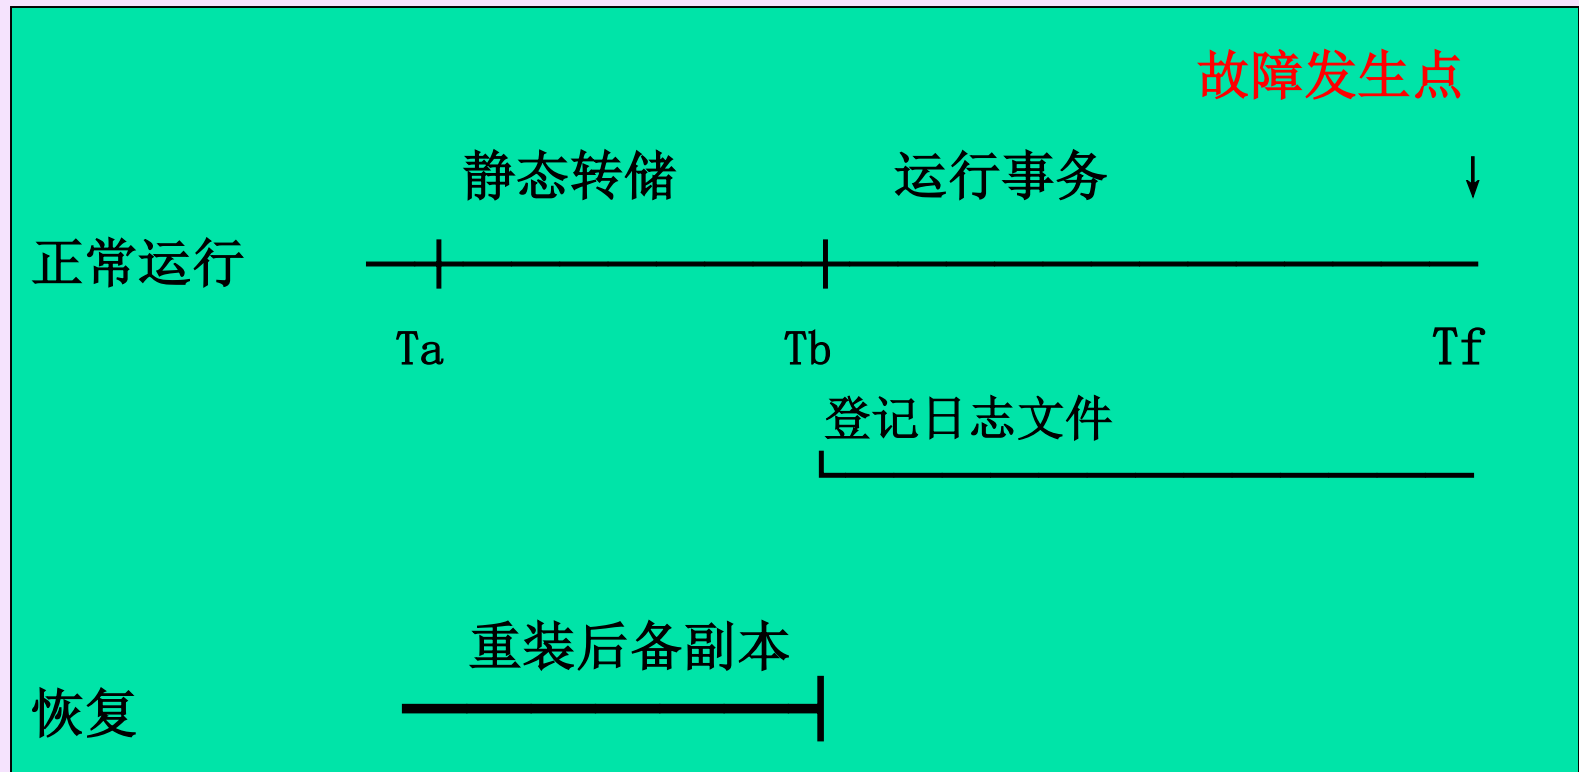 故障发生点
静态转储 运行事务 ↓
正常运行
Ta Tb Tf
登记日志文件
重装后备副本
恢复